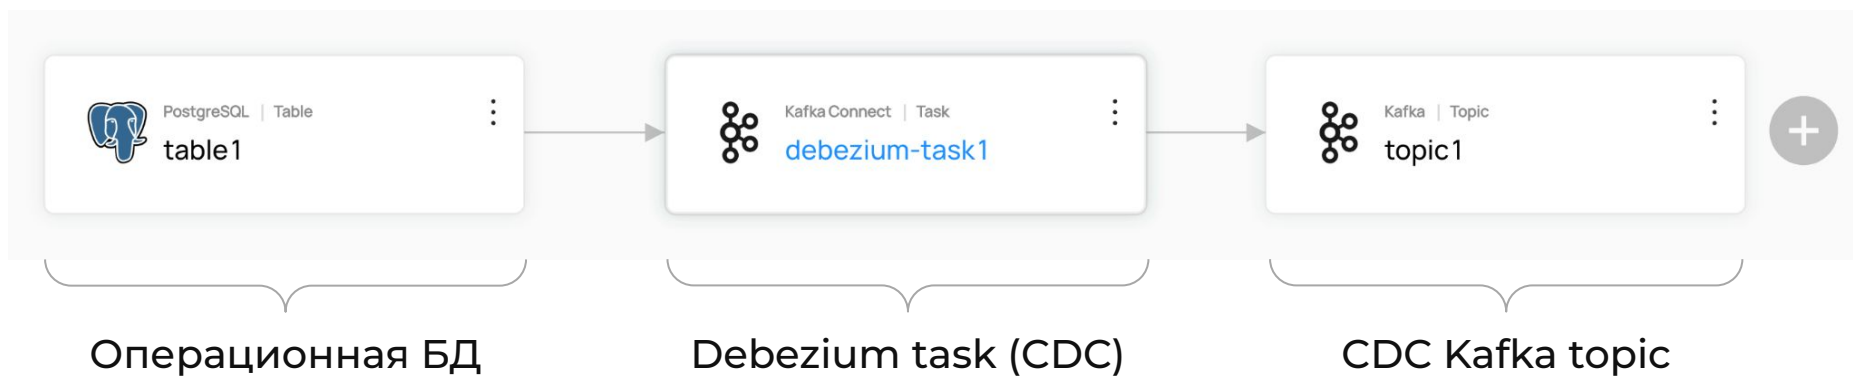 PostgreSQL | Table
table1
Kafka Connect | Task
debezium-task1
Kafka | Topic
topic1
Операционная БД
Debezium task (CDC)
CDC Kafka topic